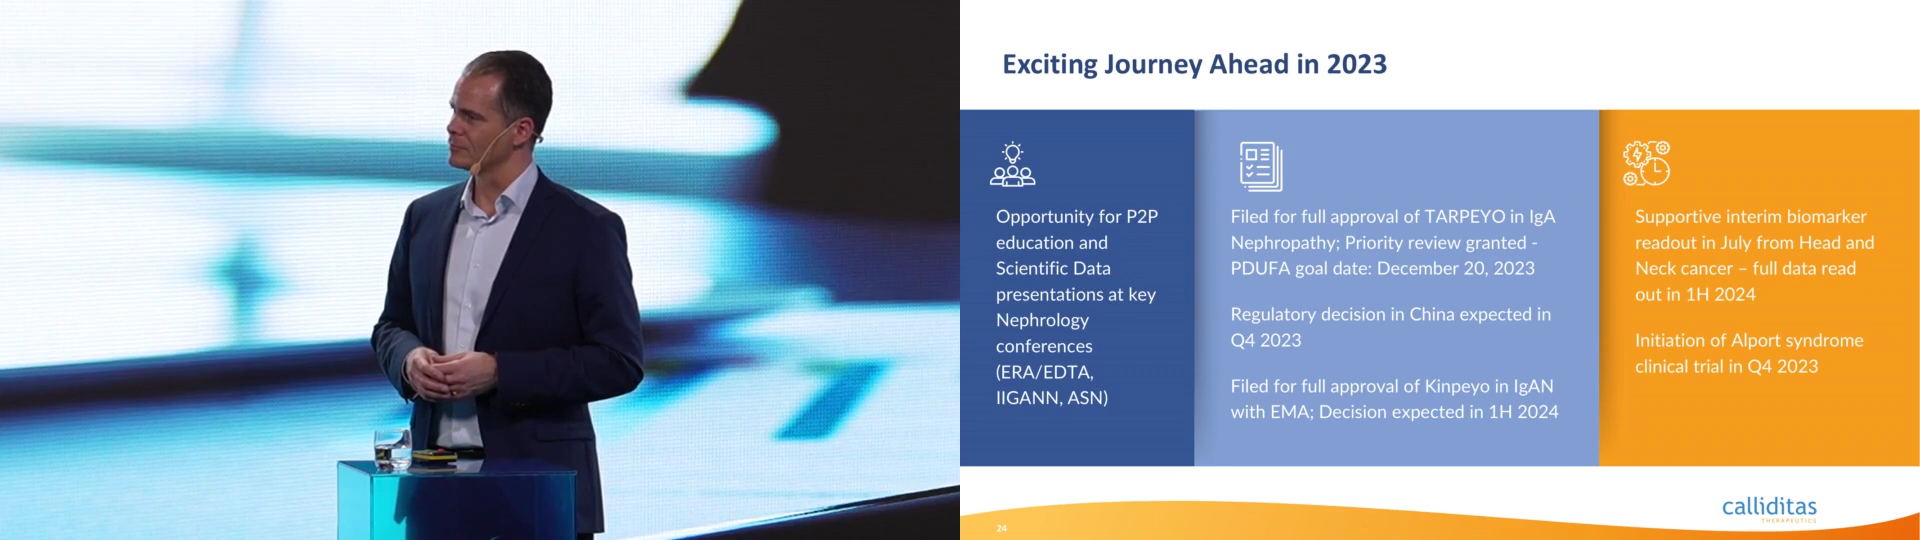 Exciting Journey Ahead in 2023
Opportunity for P2P
education and
Scientific Data
presentations at key
Nephrology
conferences
(ERA/EDTA,
IIGANN, ASN)
Filed for full approval of TARPEYO in IgA
Nephropathy; Priority review granted -
PDUFA goal date: December 20, 2023
Regulatory decision in China expected in
Q4 2023
Filed for full approval of Kinpeyo in IgAN
with EMA; Decision expected in 1H 2024
Supportive interim biomarker
readout in July from Head and
Neck cancer – full data read
out in 1H 2024
Initiation of Alport syndrome
clinical trial in Q4 2023
24
calliditas
THERAPEUTICS